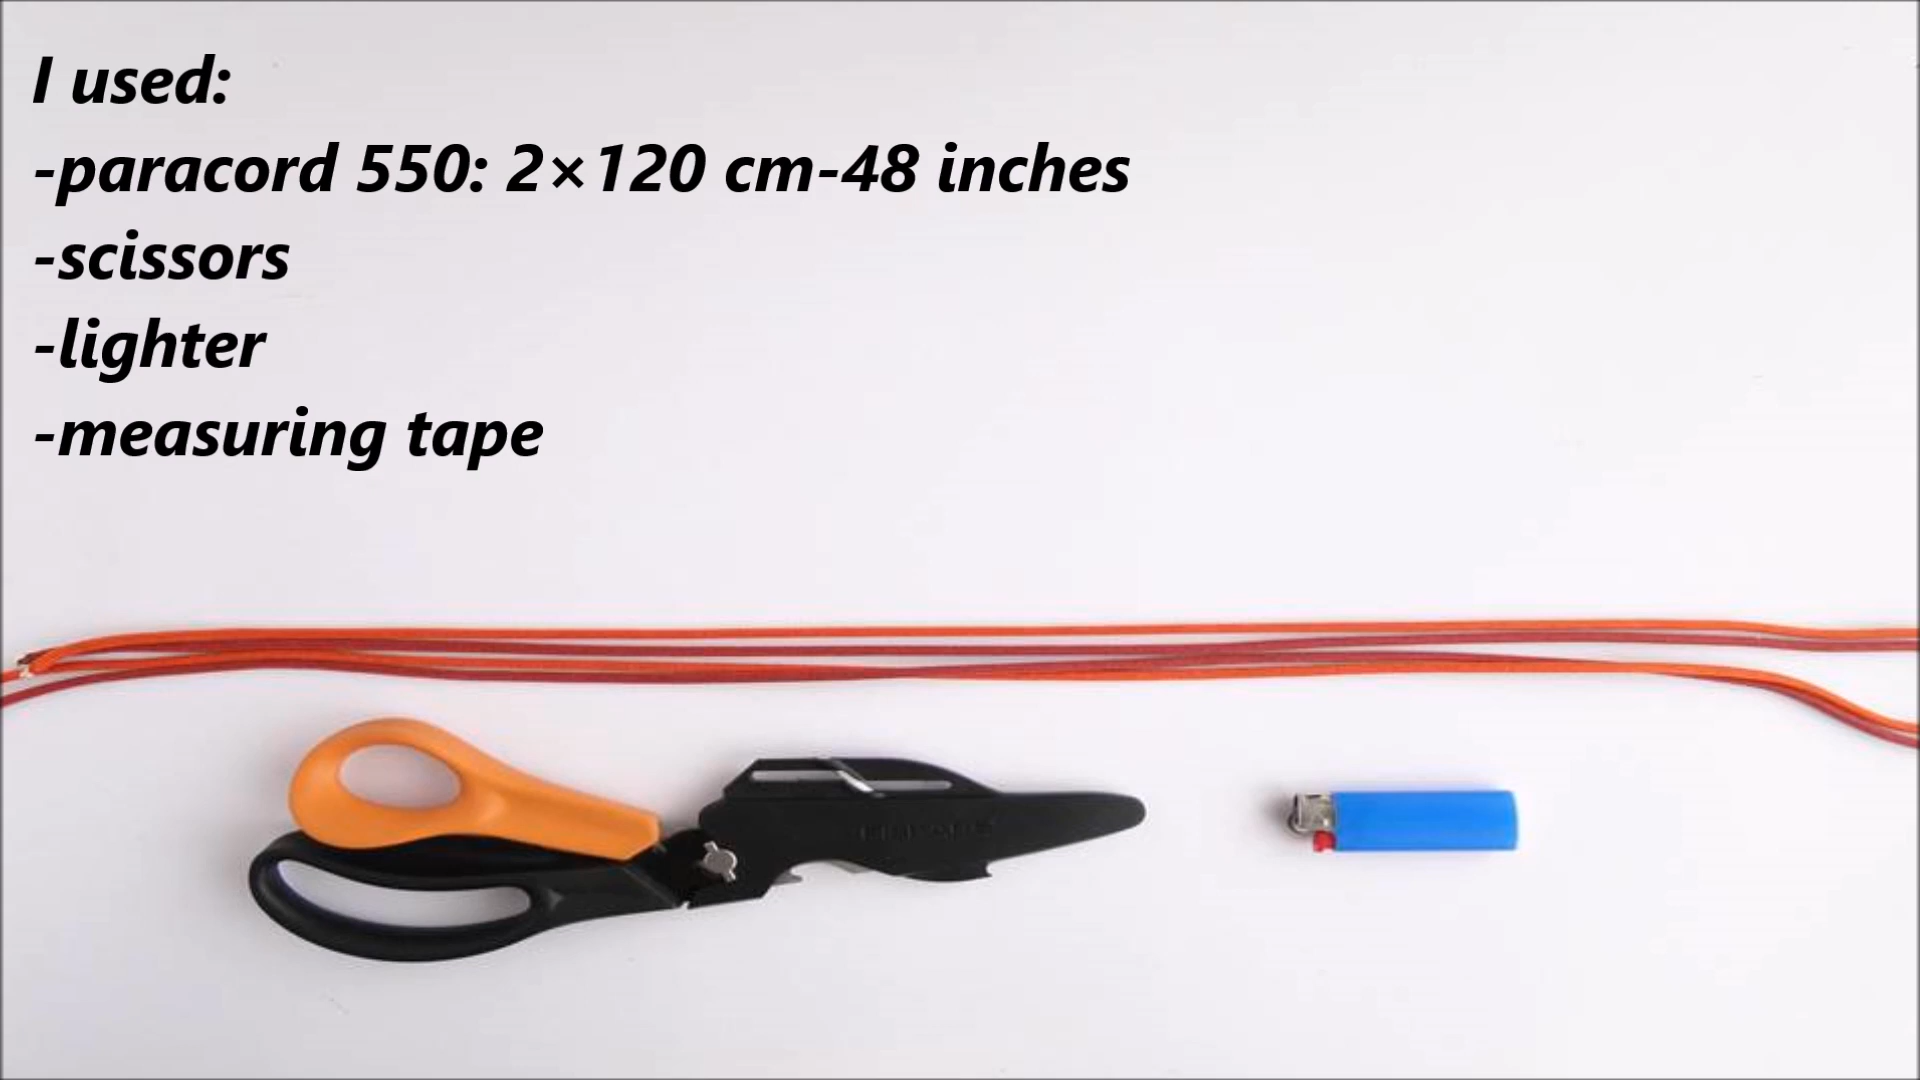 I used:
-paracord 550: 2×120 cm-48 inches
-scissors
-lighter
-measuring tape